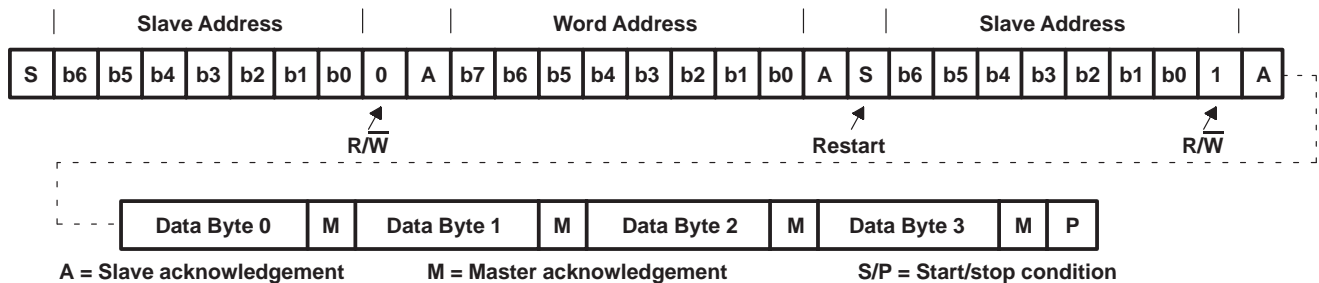 Slave Address Word Address Slave Address
S b6 b5 b4 b3 b2 b1 b0 0 A b7 b6 b5 b4 b3 b2 b1 b0 A S b6 b5 b4 b3 b2 b1 b0 1 A
R/W̅ Restart R/W̅
Data Byte 0 M Data Byte 1 M Data Byte 2 M Data Byte 3 M P
A = Slave acknowledgement M = Master acknowledgement S/P = Start/stop condition